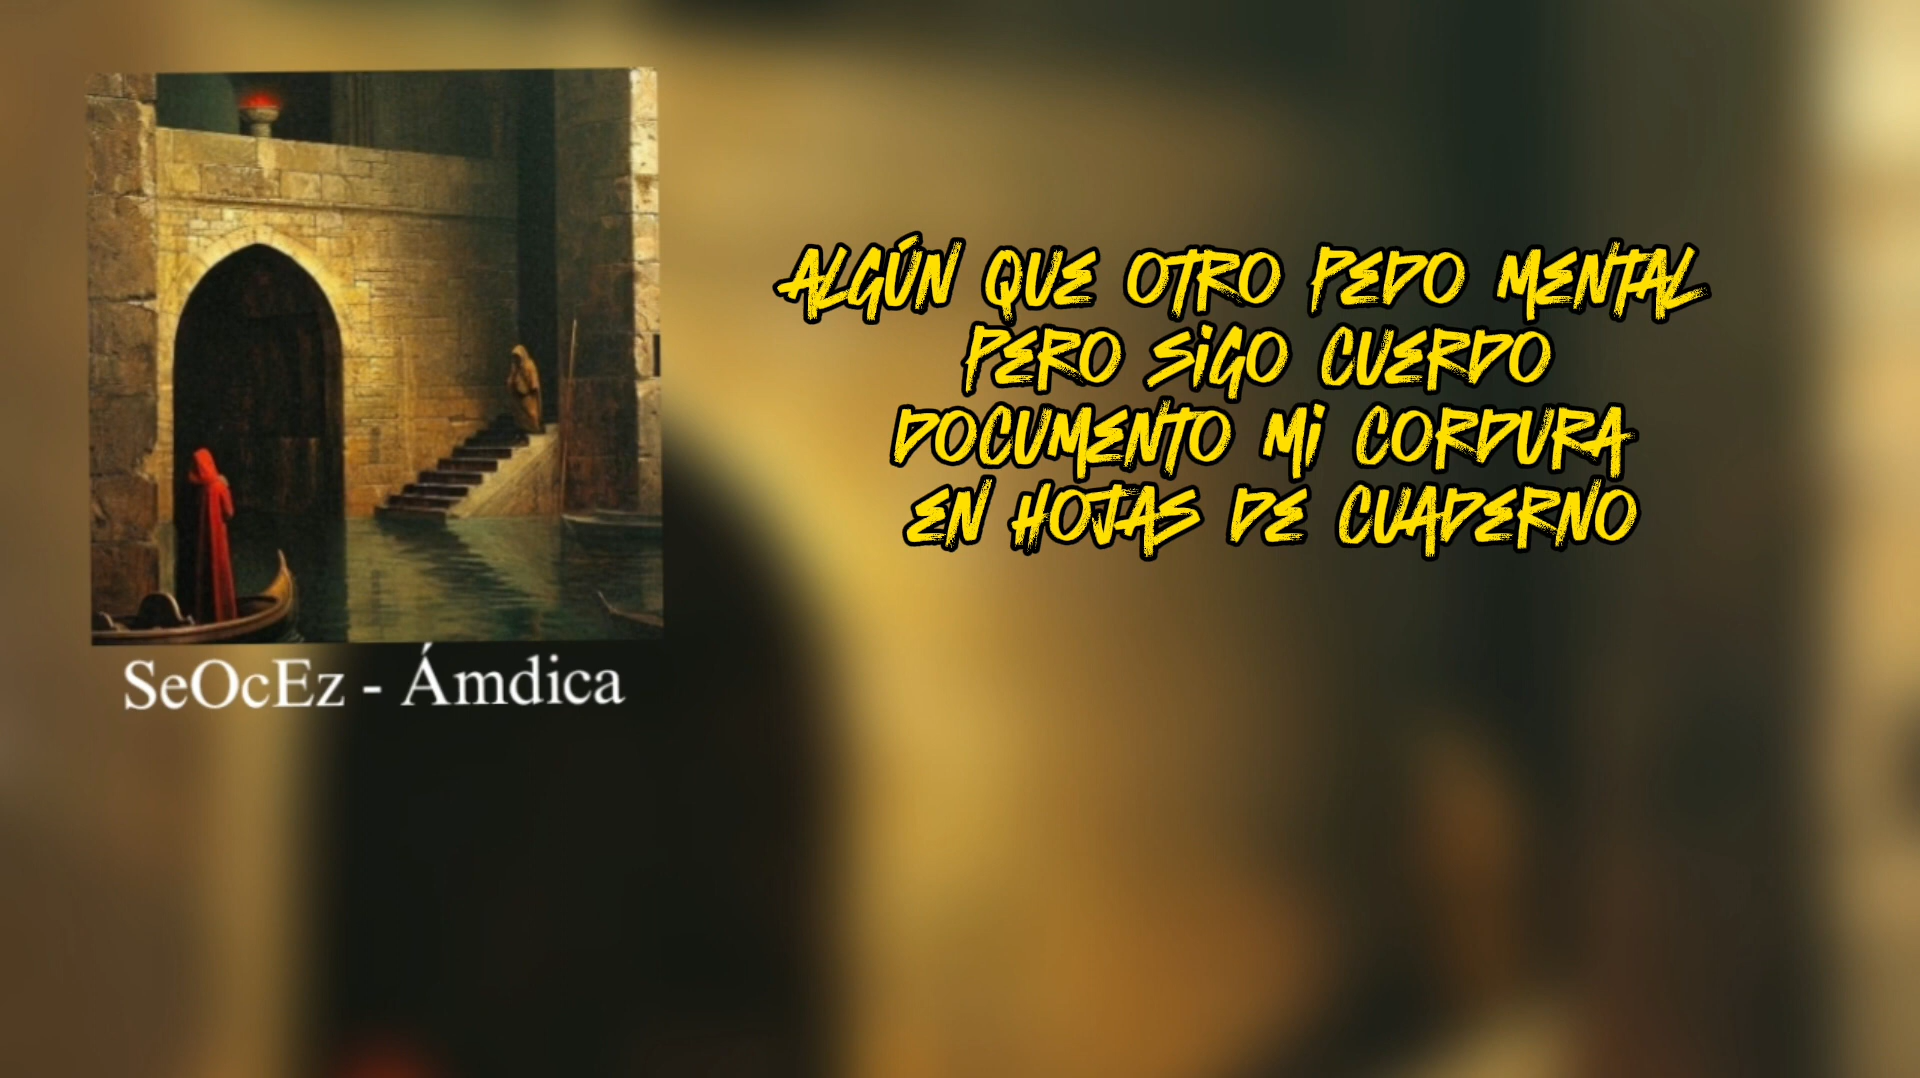 ALGÚN QUE OTRO PEDO MENTAL
PERO SiGO CUERDO
DOCUMENTO Mi CORDURA
EN HOJAS DE CUADERNO
SeOcEz - Ámdica